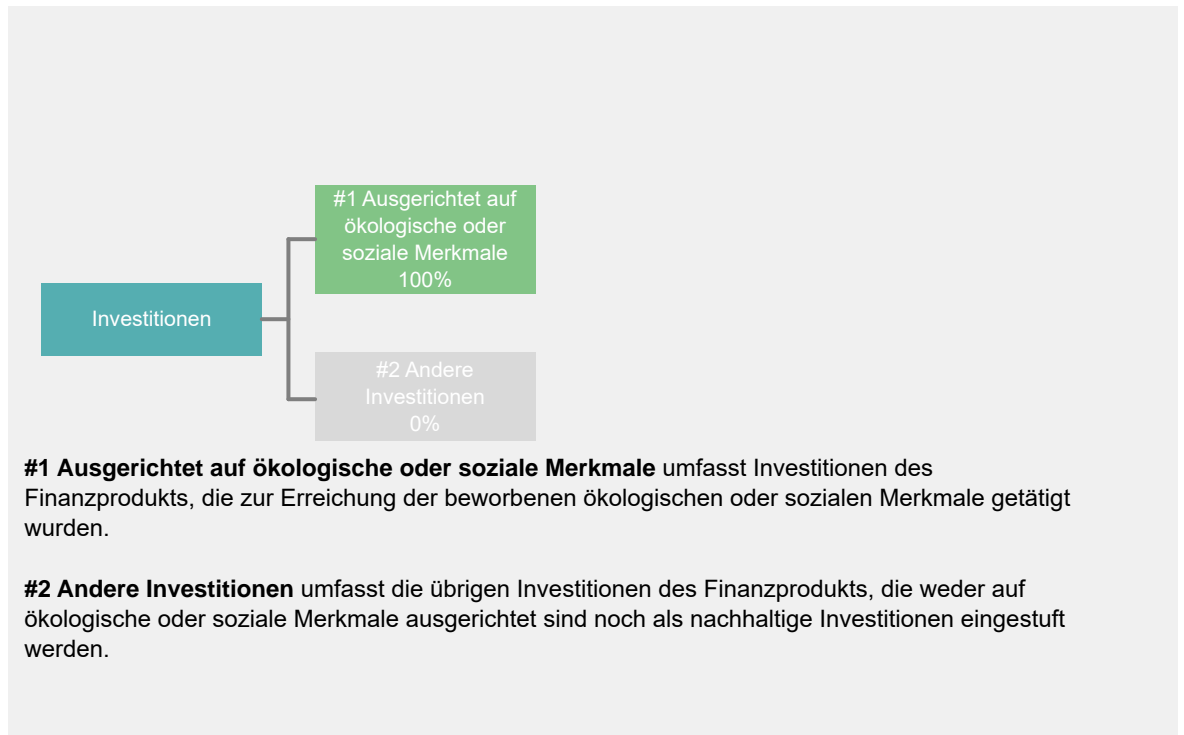 #1 Ausgerichtet auf
ökologische oder
soziale Merkmale
100%
Investitionen
#2 Andere
Investitionen
0%
#1 Ausgerichtet auf ökologische oder soziale Merkmale umfasst Investitionen des
Finanzprodukts, die zur Erreichung der beworbenen ökologischen oder sozialen Merkmale getätigt
wurden.
#2 Andere Investitionen umfasst die übrigen Investitionen des Finanzprodukts, die weder auf
ökologische oder soziale Merkmale ausgerichtet sind noch als nachhaltige Investitionen eingestuft
werden.